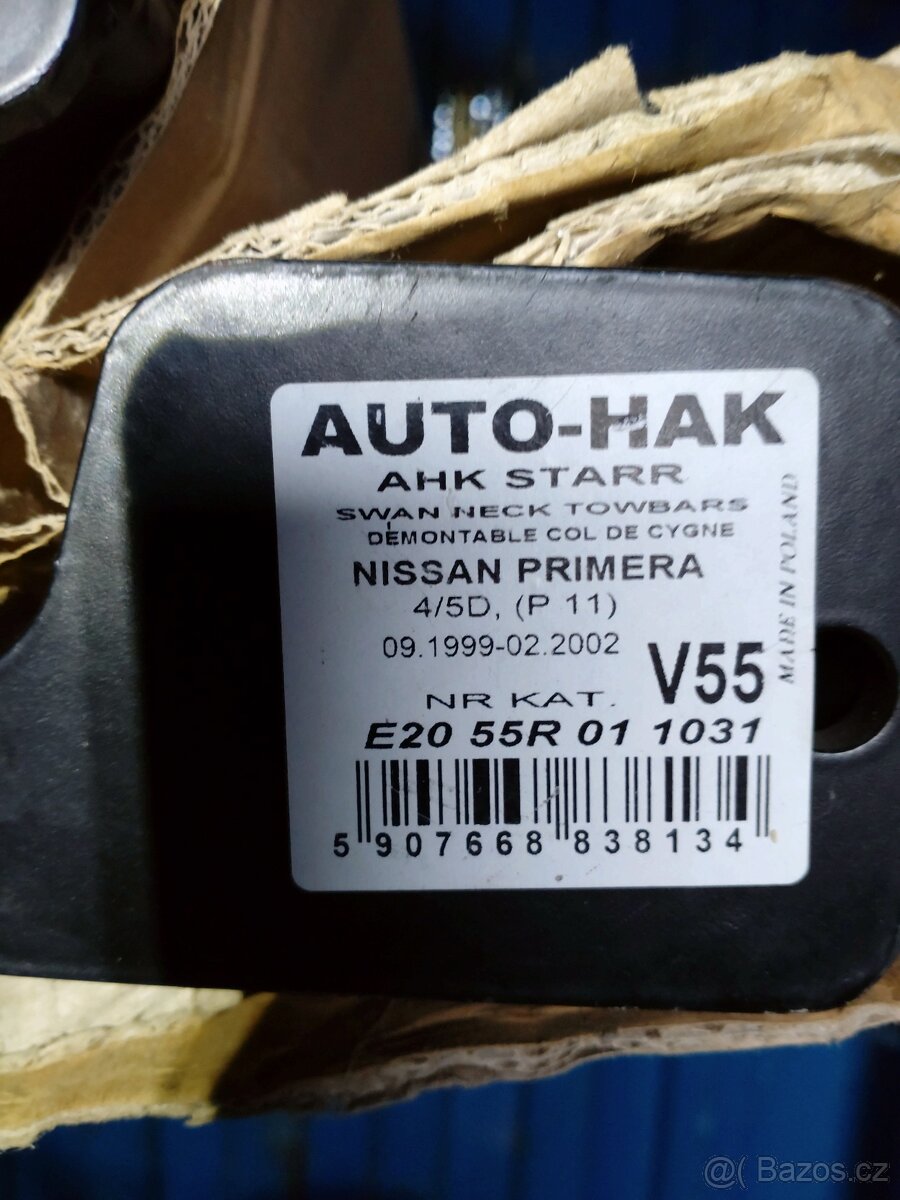 AUTO-HAK
AHK STARR
SWAN NECK TOWBARS
DÉMONTABLE COL DE CYGNE
NISSAN PRIMERA
4/5D, (P 11)
09.1999-02.2002
V55
MADE IN POLAND
NR KAT.
E20 55R 01 1031
5 907668 838134
@( Bazos.cz